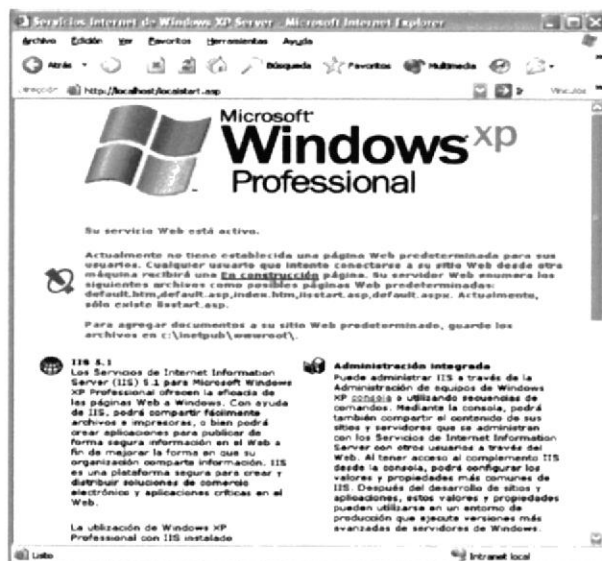 Servicios Internet de Windows XP Server - Microsoft Internet Explorer
Archivo Edición Ver Favoritos Herramientas Ayuda
Atrás Búsqueda Favoritos Multimedia
Dirección http://localhost/localstart.asp Vínculos
Microsoft
Windows xp
Professional
Su servicio Web está activo.
Actualmente no tiene establecida una página Web predeterminada para sus
usuarios. Cualquier usuario que intente conectarse a su sitio Web desde otra
máquina recibirá una En construcción página. Su servidor Web enumera los
siguientes archivos como posibles páginas Web predeterminadas:
default.htm,default.asp,index.htm,iisstart.asp,default.aspx. Actualmente,
sólo existe iisstart.asp.
Para agregar documentos a su sitio Web predeterminado, guarde los
archivos en c:\inetpub\wwwroot\.
IIS 5.1
Los Servicios de Internet Information
Server (IIS) 5.1 para Microsoft Windows
XP Professional ofrecen la eficacia de
las páginas Web a Windows. Con ayuda
de IIS, podrá compartir fácilmente
archivos e impresoras, o bien podrá
crear aplicaciones para publicar de
forma segura información en el Web a
fin de mejorar la forma en que su
organización comparte información. IIS
es una plataforma segura para crear y
distribuir soluciones de comercio
electrónico y aplicaciones críticas en el
Web.
La utilización de Windows XP
Professional con IIS instalado
Administración integrada
Puede administrar IIS a través de la
Administración de equipos de Windows
XP consola o utilizando secuencias de
comandos. Mediante la consola, podrá
también compartir el contenido de sus
sitios y servidores que se administran
con los Servicios de Internet Information
Server con otros usuarios a través del
Web. Al tener acceso al complemento IIS
desde la consola, podrá configurar los
valores y propiedades más comunes de
IIS. Después del desarrollo de sitios y
aplicaciones, estos valores y propiedades
pueden utilizarse en un entorno de
producción que ejecute versiones más
avanzadas de servidores de Windows.
Listo Intranet local